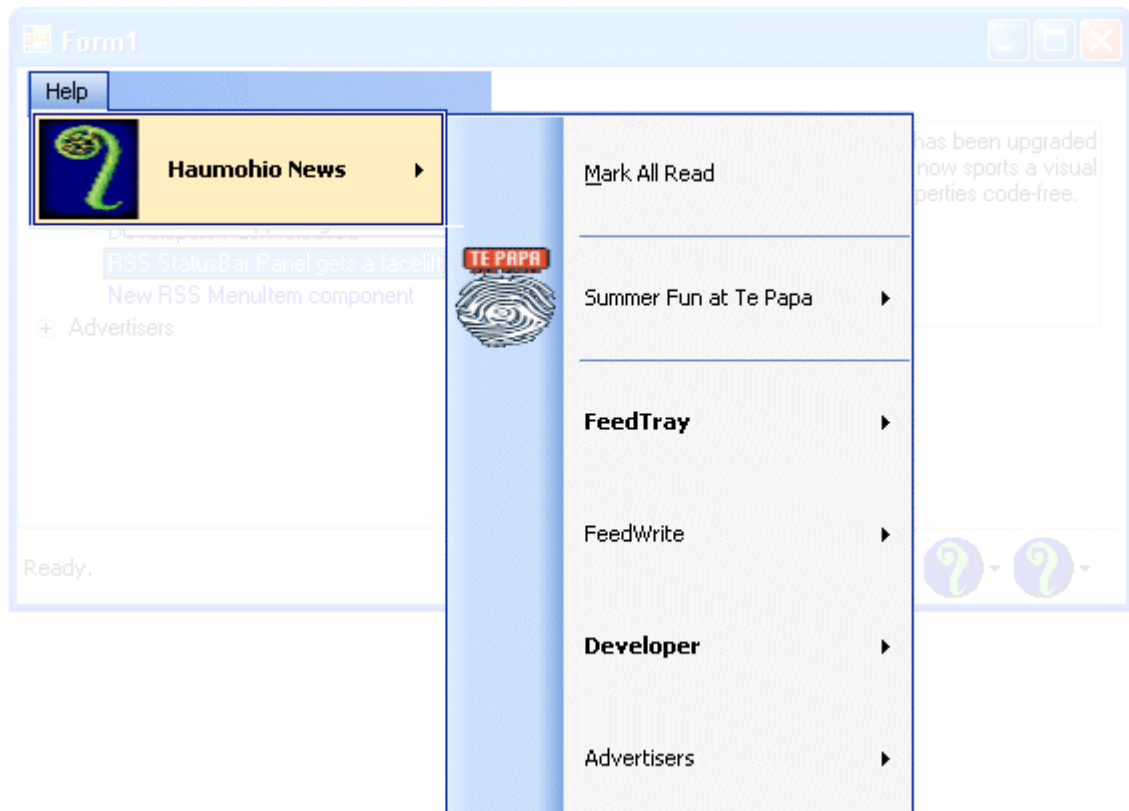 Form1
Help
has been upgraded
Haumohio News
Mark All Read
now sports a visual
perties code-free.
RSS StatusBar Panel gets a facelift
TE PAPA
New RSS MenuItem component
Summer Fun at Te Papa
Advertisers
FeedTray
FeedWrite
Ready.
Developer
Advertisers